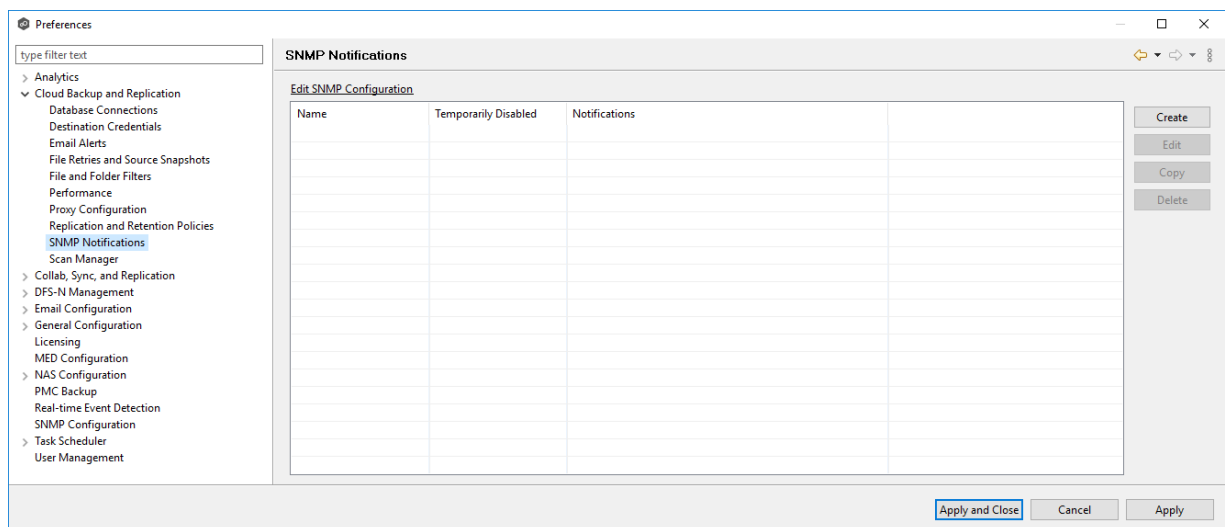 Preferences
type filter text
Analytics
Cloud Backup and Replication
Database Connections
Destination Credentials
Email Alerts
File Retries and Source Snapshots
File and Folder Filters
Performance
Proxy Configuration
Replication and Retention Policies
SNMP Notifications
Scan Manager
Collab, Sync, and Replication
DFS-N Management
Email Configuration
General Configuration
Licensing
MED Configuration
NAS Configuration
PMC Backup
Real-time Event Detection
SNMP Configuration
Task Scheduler
User Management
SNMP Notifications
Edit SNMP Configuration
Name Temporarily Disabled Notifications
Create
Edit
Copy
Delete
Apply and Close Cancel Apply